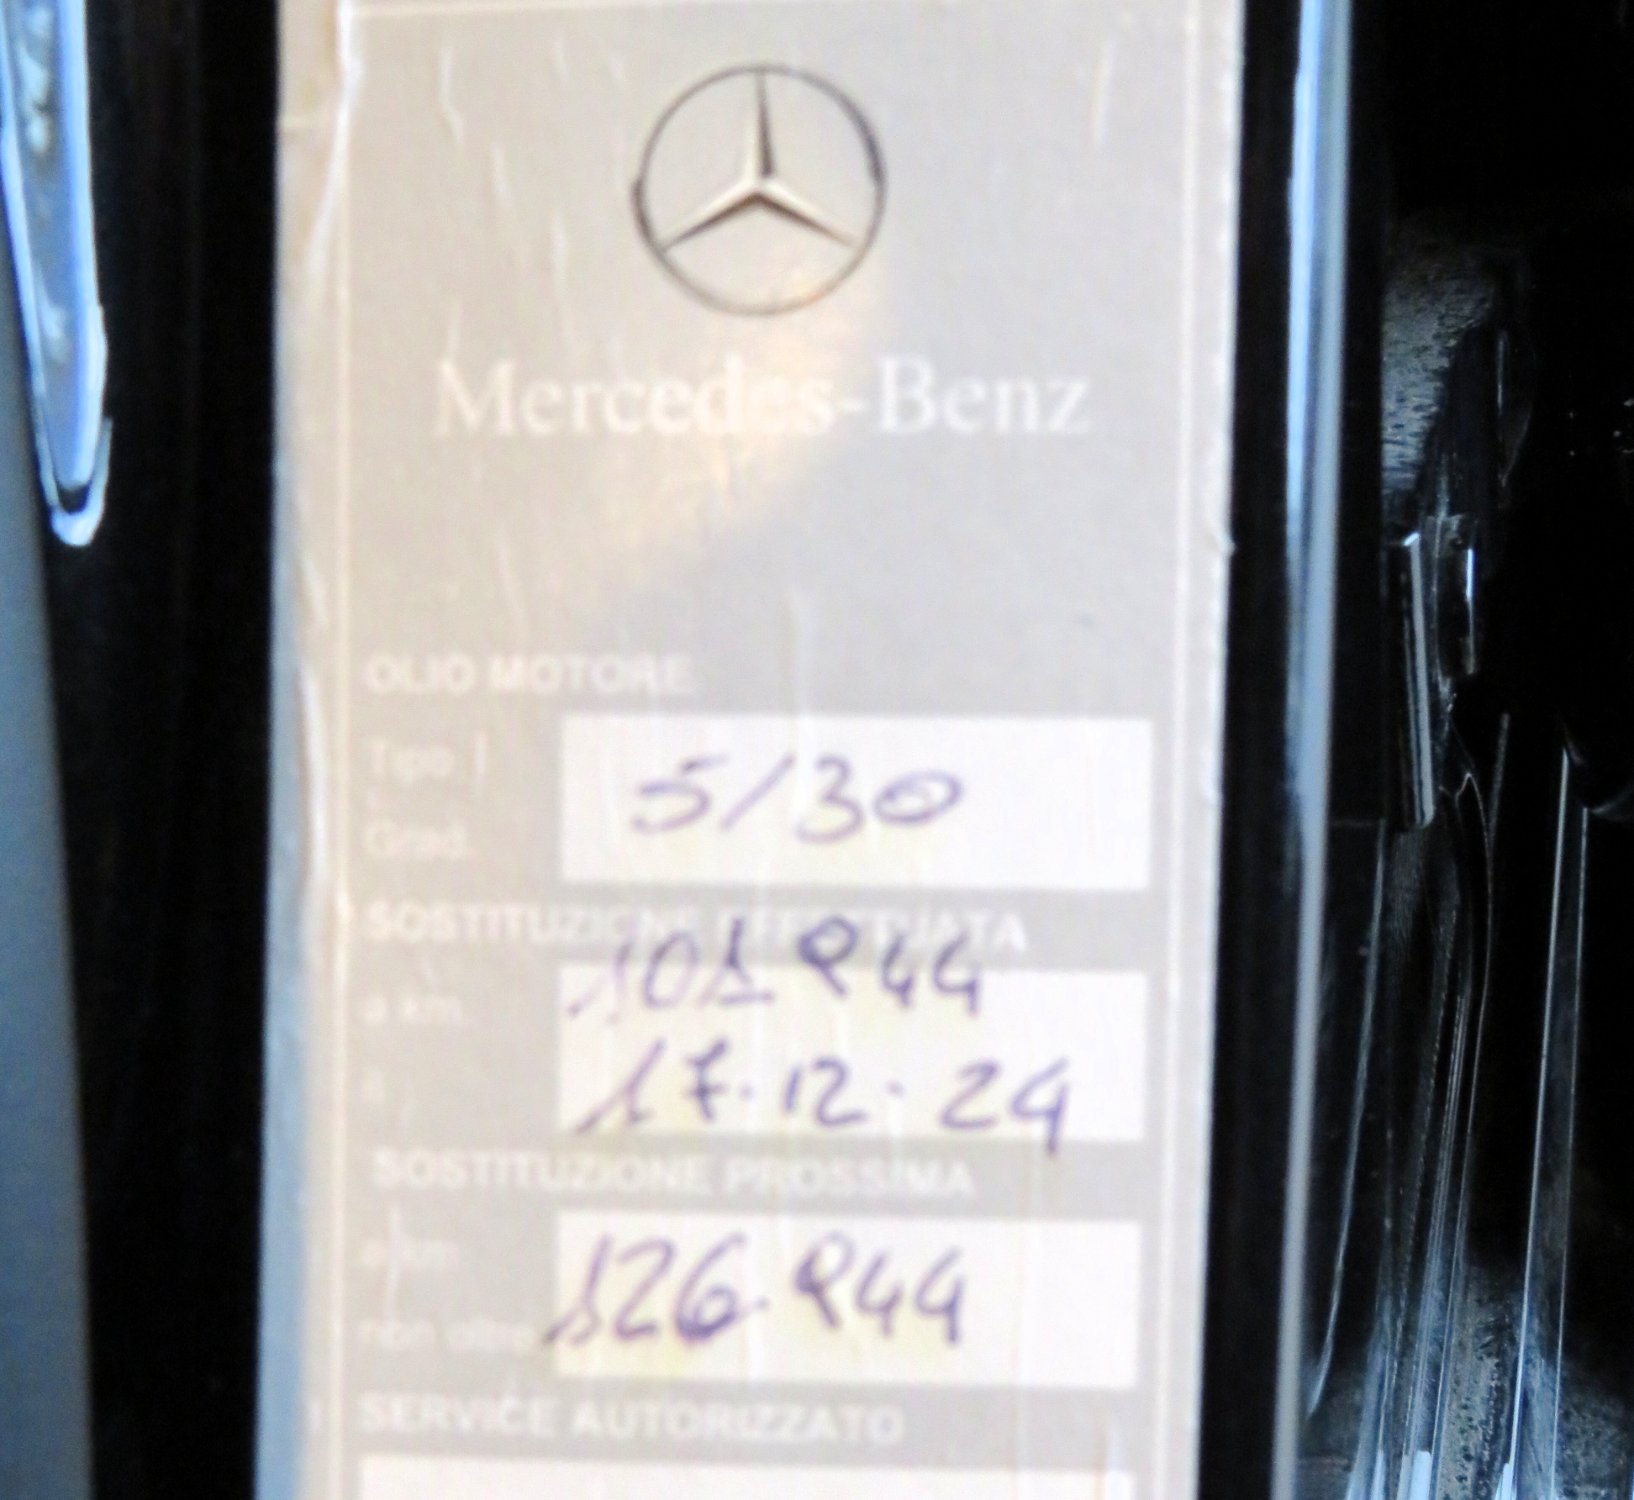 Mercedes-Benz
OLIO MOTORE
Tipo
5/30
Grad.
SOSTITUZIONE EFFETTUATA
a km. 101 944
il 17.12.24
SOSTITUZIONE PROSSIMA
a km. 126.944
non oltre
SERVICE AUTORIZZATO